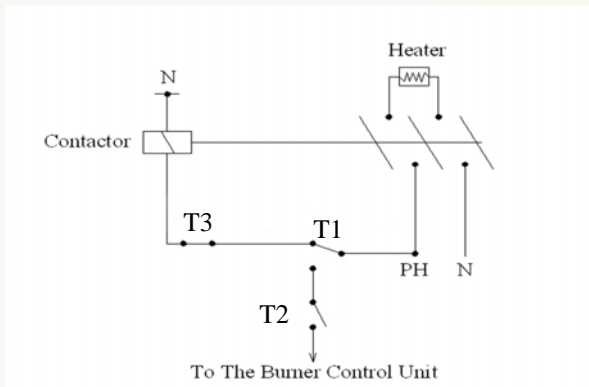 Heater
N
Contactor
T3
T1
PH
N
T2
To The Burner Control Unit